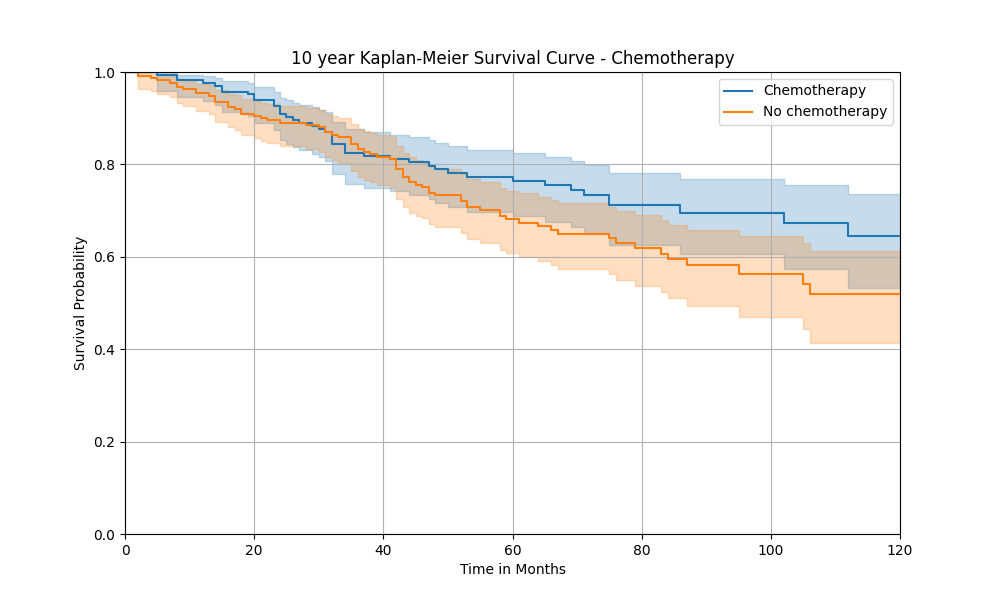 10 year Kaplan-Meier Survival Curve - Chemotherapy
Chemotherapy
No chemotherapy
Survival Probability
1.0
0.8
0.6
0.4
0.2
0.0
0 20 40 60 80 100 120
Time in Months